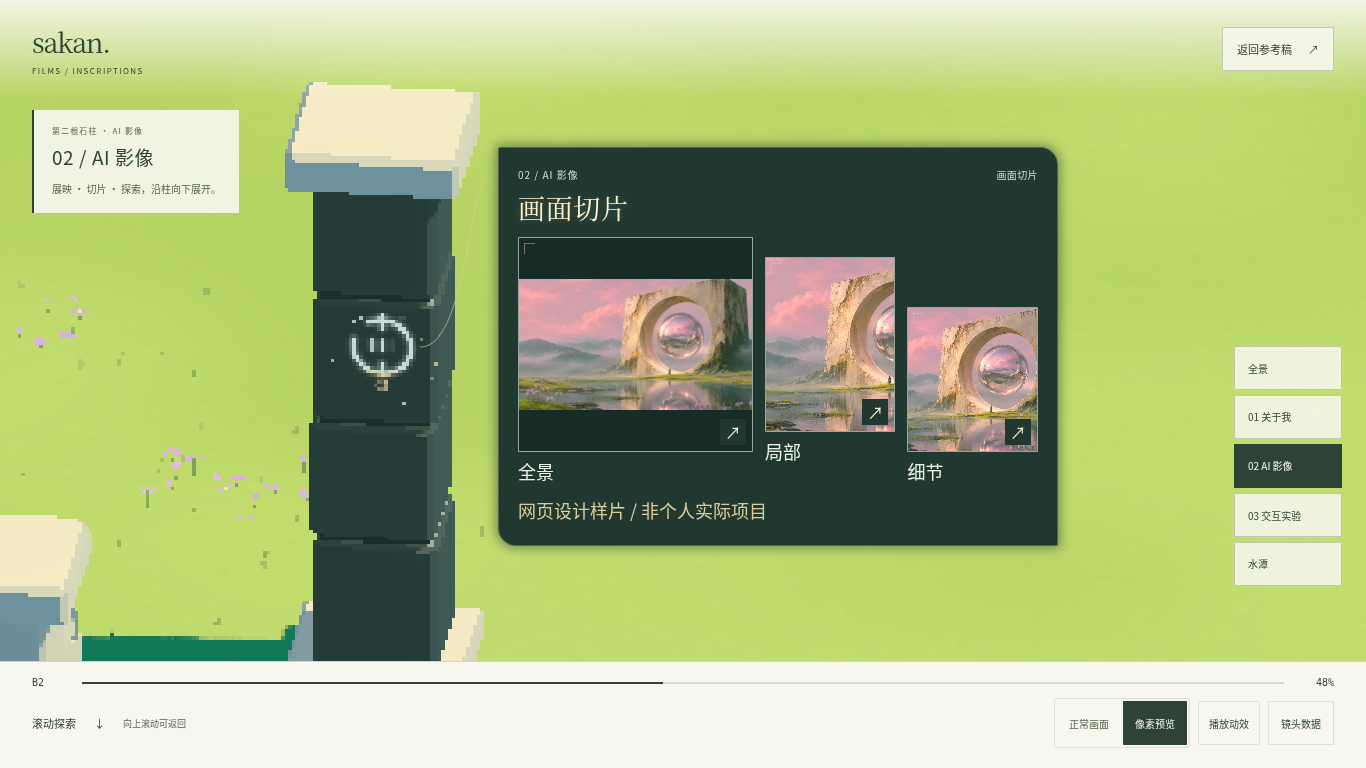 sakan.
FILMS / INSCRIPTIONS
返回参考稿 ↗
第二根石柱 · AI 影像
02 / AI 影像
展映 · 切片 · 探索，沿柱向下展开。
02 / AI 影像
画面切片
画面切片
全景
局部
细节
网页设计样片 / 非个人实际项目
全景
01 关于我
02 AI 影像
03 交互实验
水潭
B2
48%
滚动探索 ↓ 向上滚动可返回
正常画面
像素预览
播放动效
镜头数据